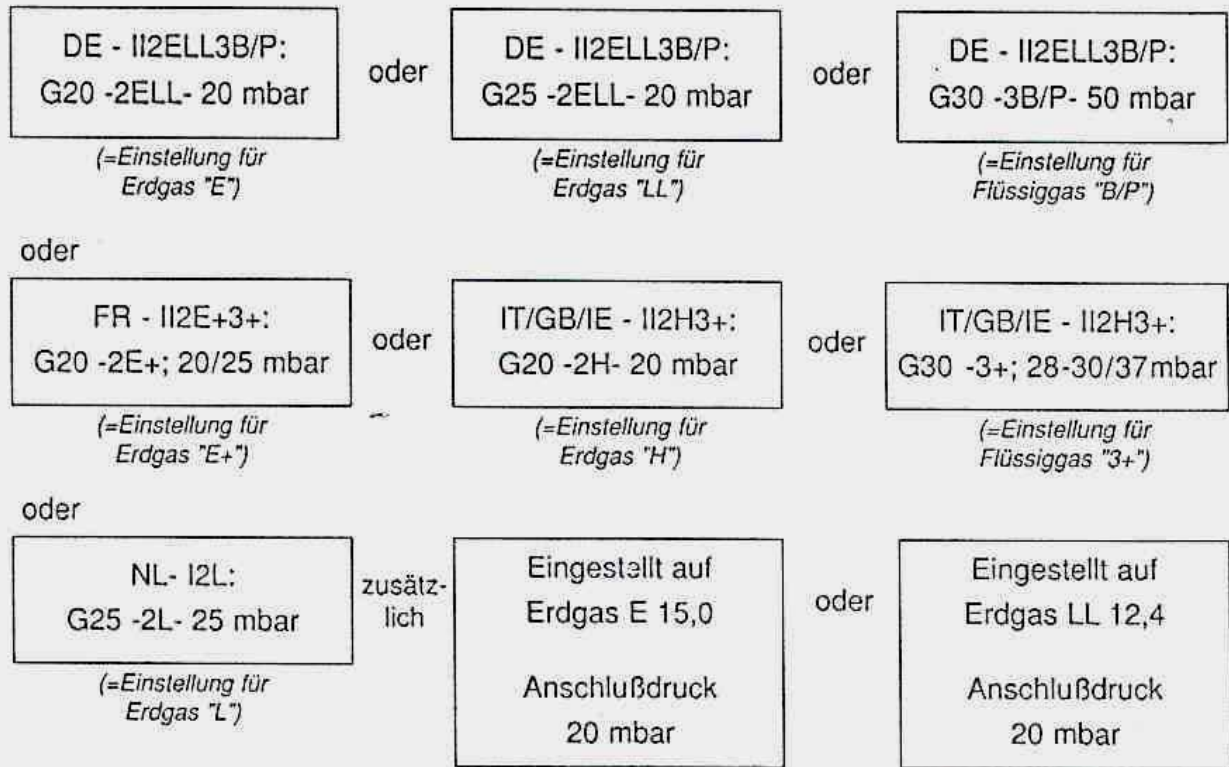 DE - II2ELL3B/P:
G20 -2ELL- 20 mbar
(=Einstellung für
Erdgas "E")
oder
DE - II2ELL3B/P:
G25 -2ELL- 20 mbar
(=Einstellung für
Erdgas "LL")
oder
DE - II2ELL3B/P:
G30 -3B/P- 50 mbar
(=Einstellung für
Flüssiggas "B/P")
oder
FR - II2E+3+:
G20 -2E+; 20/25 mbar
(=Einstellung für
Erdgas "E+")
oder
IT/GB/IE - II2H3+:
G20 -2H- 20 mbar
(=Einstellung für
Erdgas "H")
oder
IT/GB/IE - II2H3+:
G30 -3+; 28-30/37mbar
(=Einstellung für
Flüssiggas "3+")
oder
NL- I2L:
G25 -2L- 25 mbar
(=Einstellung für
Erdgas "L")
zusätz-
lich
Eingestellt auf
Erdgas E 15,0
Anschlußdruck
20 mbar
oder
Eingestellt auf
Erdgas LL 12,4
Anschlußdruck
20 mbar